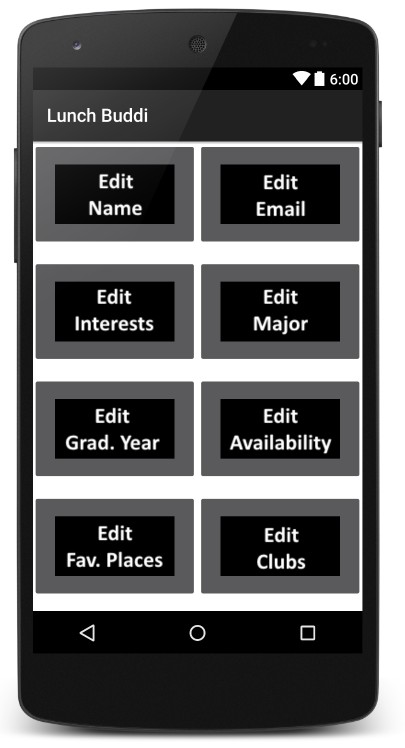 6:00
Lunch Buddi
Edit
Name
Edit
Email
Edit
Interests
Edit
Major
Edit
Grad. Year
Edit
Availability
Edit
Fav. Places
Edit
Clubs